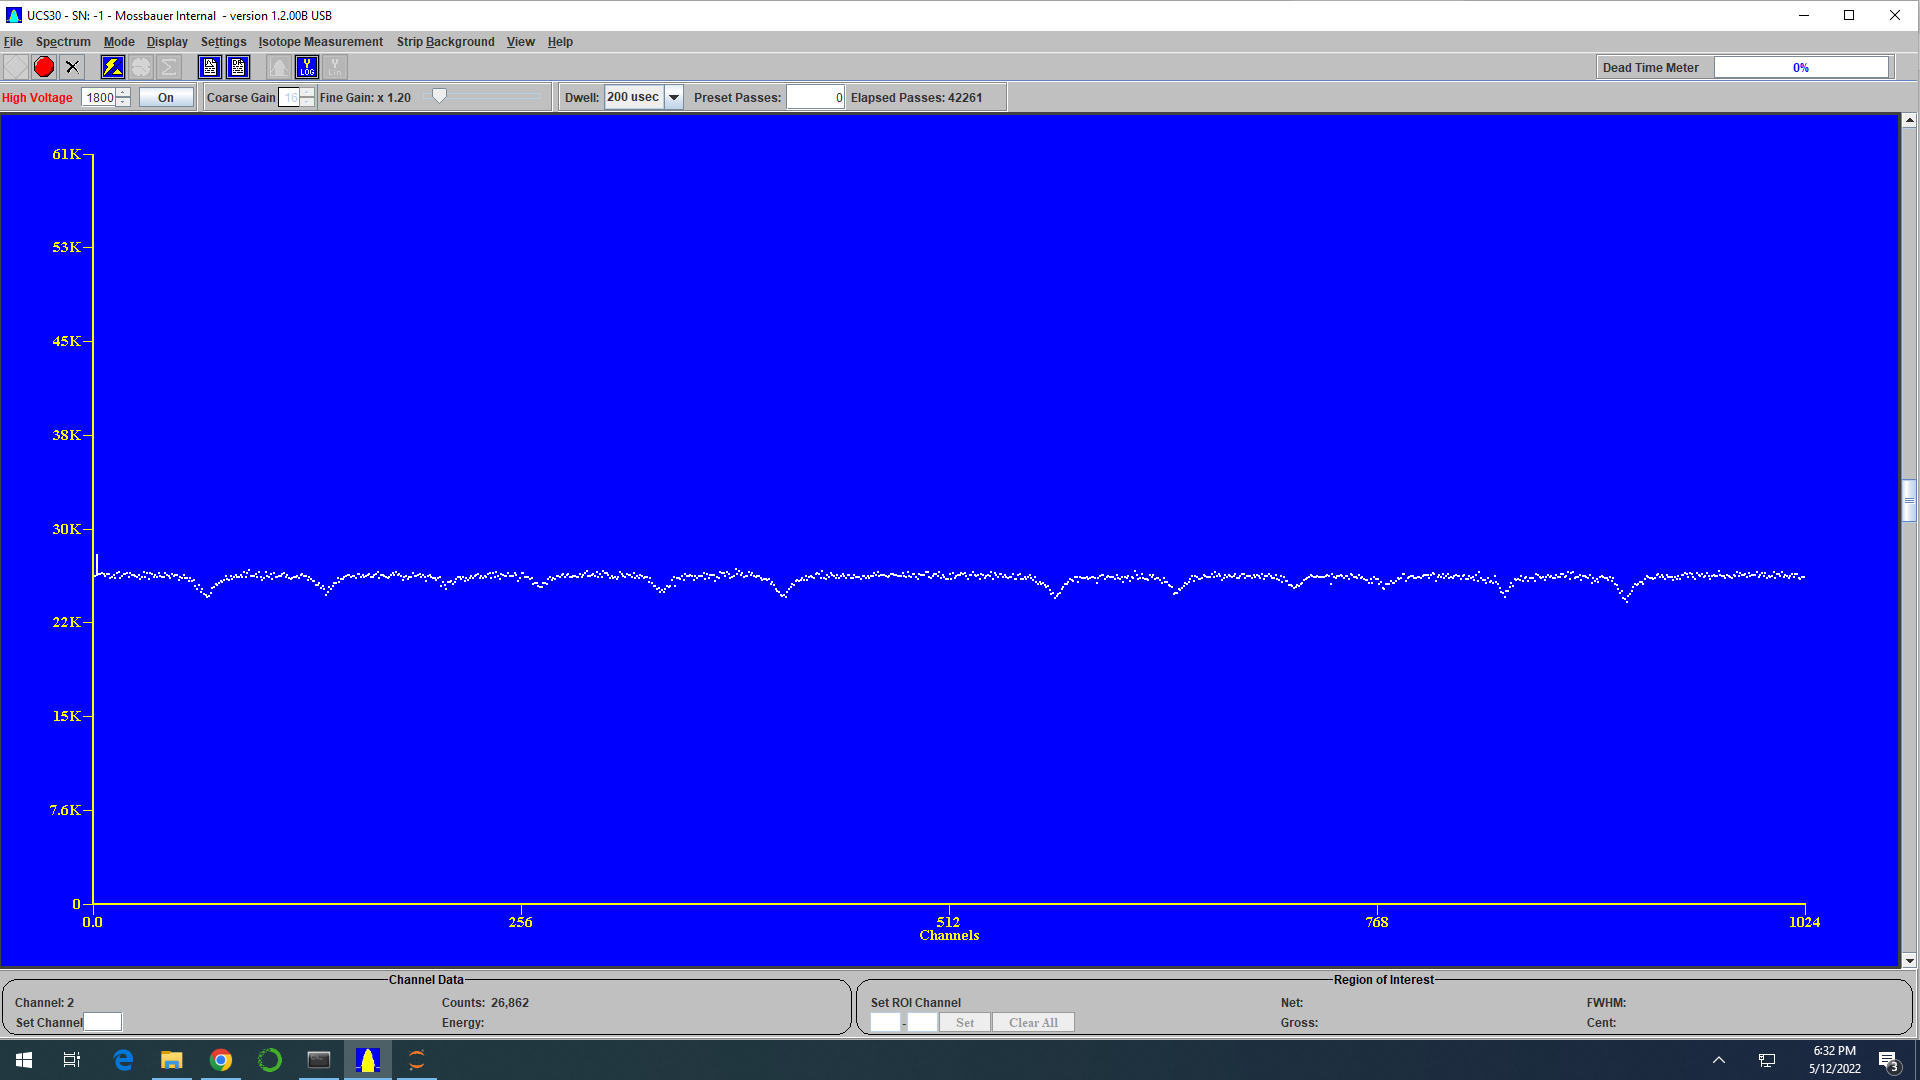 UCS30 - SN: -1 - Mossbauer Internal - version 1.2.00B USB
File Spectrum Mode Display Settings Isotope Measurement Strip Background View Help
Y LOG Y Lin
Dead Time Meter 0%
High Voltage 1800 On Coarse Gain 16 Fine Gain: x 1.20 Dwell: 200 usec Preset Passes: 0 Elapsed Passes: 42261
61K
53K
45K
38K
30K
22K
15K
7.6K
0
0.0 256 512 768 1024
Channels
Channel Data Region of Interest
Channel: 2 Counts: 26,862 Set ROI Channel Net: FWHM:
Set Channel Energy: - Set Clear All Gross: Cent:
6:32 PM
5/12/2022
3